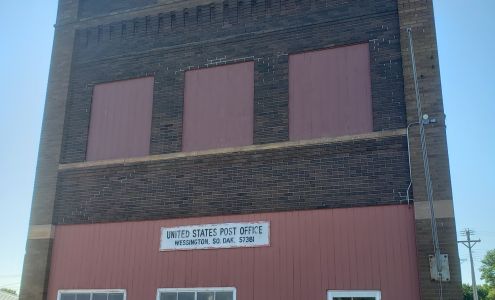 UNITED STATES POST OFFICE
WESSINGTON, SO. DAK. 57381